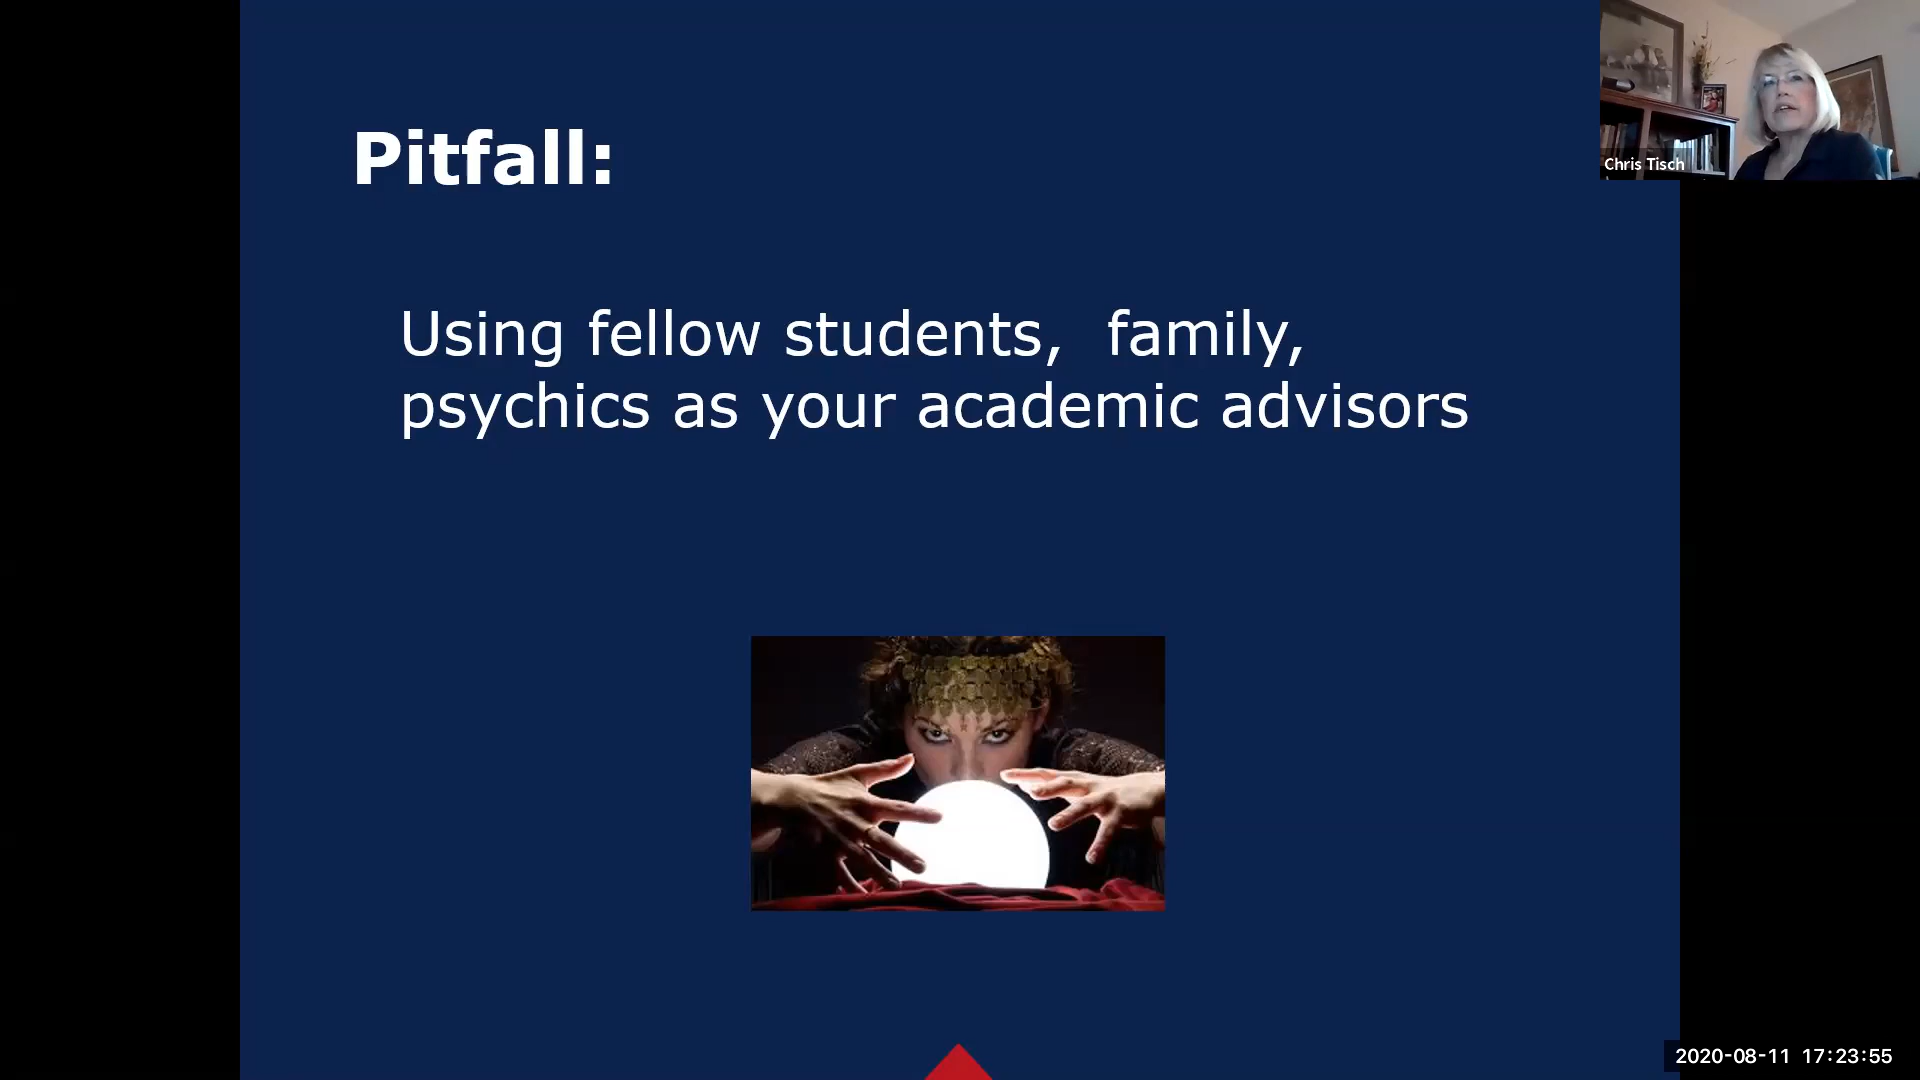 Pitfall:
Using fellow students,  family,
psychics as your academic advisors
Chris Tisch
2020-08-11 17:23:55